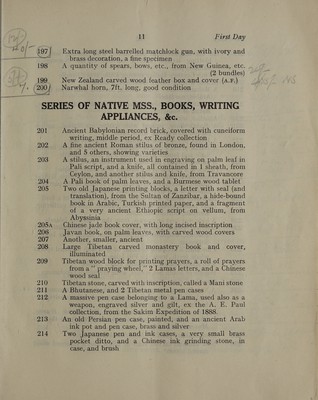 11 First Day
197 Extra long steel barrelled matchlock gun, with ivory and
brass decoration, a fine specimen
198 A quantity of spears, bows, etc., from New Guinea, etc.
(2 bundles)
199 New Zealand carved wood feather box and cover (A.F.)
200 Narwhal horn, 7ft. long, good condition
SERIES OF NATIVE MSS., BOOKS, WRITING
APPLIANCES, &c.
201 Ancient Babylonian record brick, covered with cuneiform
writing, middle period, ex Ready collection
202 A fine ancient Roman stilus of bronze, found in London,
and 5 others, showing varieties
203 A stilus, an instrument used in engraving on palm leaf in
Pali script, and a knife, all contained in 1 sheath, from
Ceylon, and another stilus and knife, from Travancore
204 A Pali book of palm leaves, and a Burmese wood tablet
205 Two old Japanese printing blocks, a letter with seal (and
translation), from the Sultan of Zanzibar, a hide-bound
book in Arabic, Turkish printed paper, and a fragment
of a very ancient Ethiopic script on vellum, from
Abyssinia
205A Chinese jade book cover, with long incised inscription
206 Javan book, on palm leaves, with carved wood covers
207 Another, smaller, ancient
208 Large Tibetan carved monastery book and cover,
illuminated
209 Tibetan wood block for printing prayers, a roll of prayers
from a " praying wheel," 2 Lamas letters, and a Chinese
wood seal
210 Tibetan stone, carved with inscription, called a Mani stone
211 A Bhutanese, and 2 Tibetan metal pen cases
212 A massive pen case belonging to a Lama, used also as a
weapon, engraved silver and gilt, ex the A. E. Paul
collection, from the Sakim Expedition of 1888.
213 An old Persian pen case, painted, and an ancient Arab
ink pot and pen case, brass and silver
214 Two Japanese pen and ink cases, a very small brass
pocket ditto, and a Chinese ink grinding stone, in
case, and brush